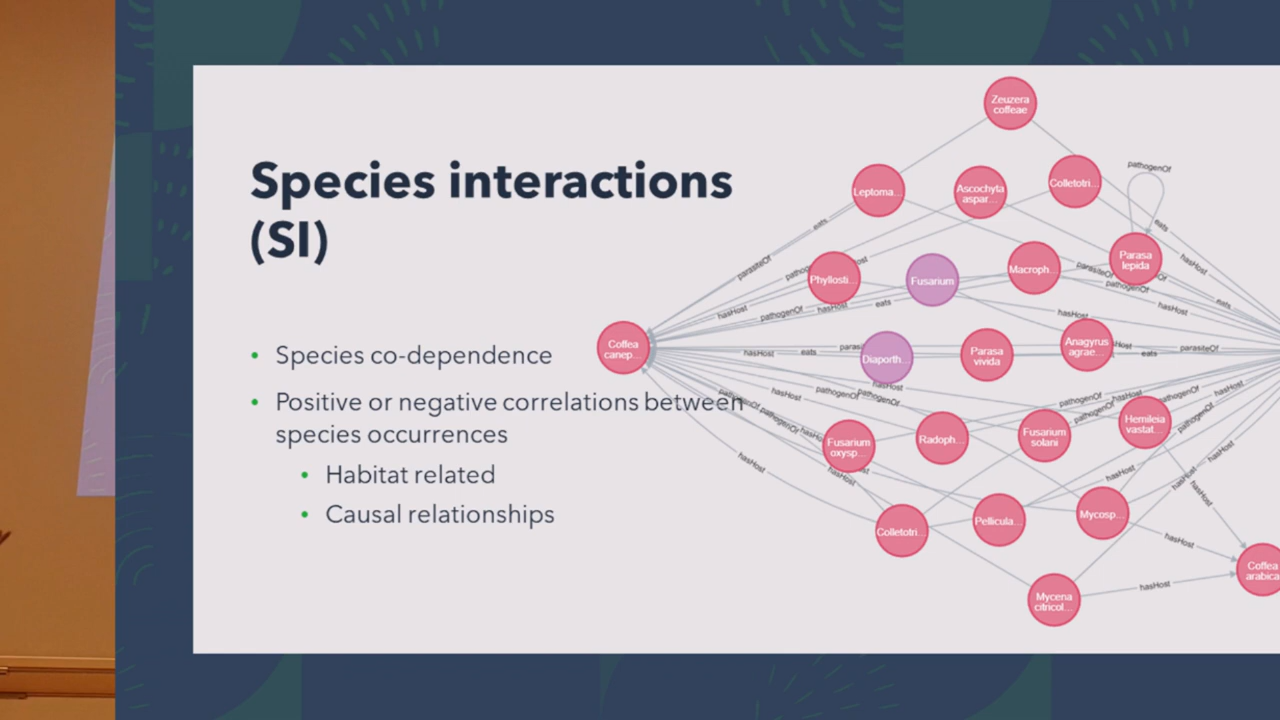 Species interactions
(SI)
• Species co-dependence
• Positive or negative correlations between
species occurrences
• Habitat related
• Causal relationships
Zeuzera
coffeae
Leptoma...
Ascochyta
aspar...
Colletotri...
pathogenOf
Parasa
lepida
Phyllosti...
Fusarium
Macroph...
eats
parasiteOf
hasHost
pathogenOf
hasHost
eats
parasiteOf
pathogenOf
hasHost
eats
hasHost
eats
hasHost
Coffea
canep...
hasHost
eats
Diaporth...
Parasa
vivida
Anagyrus
agrae...
eats
parasiteOf
hasHost
pathogenOf
pathogenOf
pathogenOf
pathogenOf
pathogenOf
hasHost
Fusarium
oxysp...
Radoph...
Fusarium
solani
Hemileia
vastat...
pathogenOf
pathogenOf
hasHost
hasHost
hasHost
hasHost
hasHost
hasHost
Colletotri...
Pellicula...
Mycosp...
hasHost
Coffea
arabica
Mycena
citricol...
hasHost